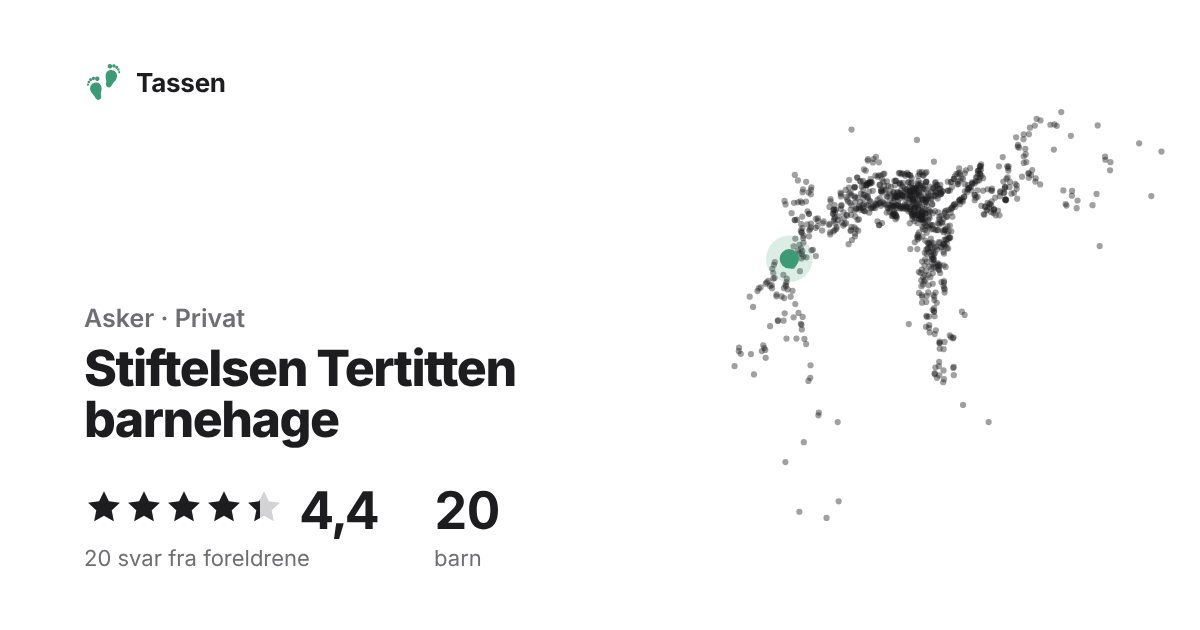 Tassen
Asker · Privat
Stiftelsen Tertitten
barnehage
4,4
20 svar fra foreldrene
20
barn